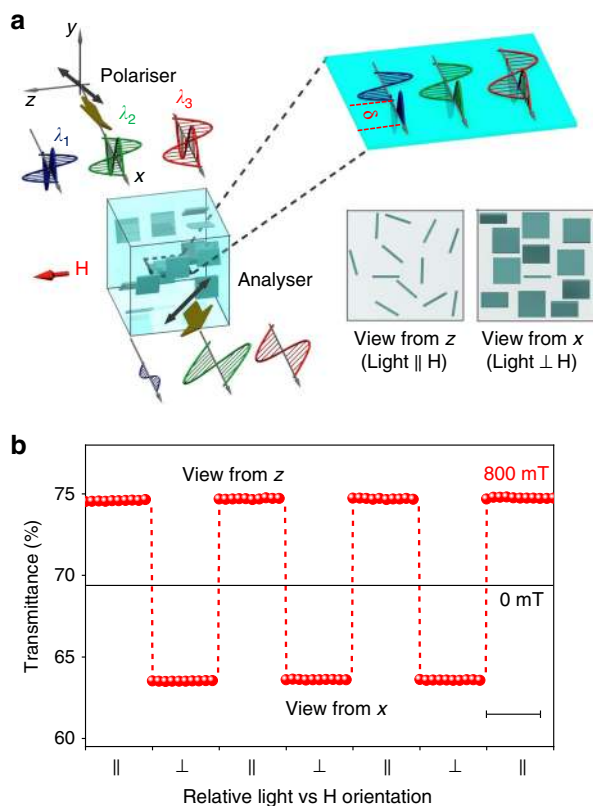 a
y
Polariser
z
λ3
λ2
λ1
x
δ
H
Analyser
View from z
(Light || H)
View from x
(Light ⊥ H)
b
View from z
800 mT
75
70
0 mT
65
View from x
60
Transmittance (%)
|| ⊥ || ⊥ || ⊥ ||
Relative light vs H orientation